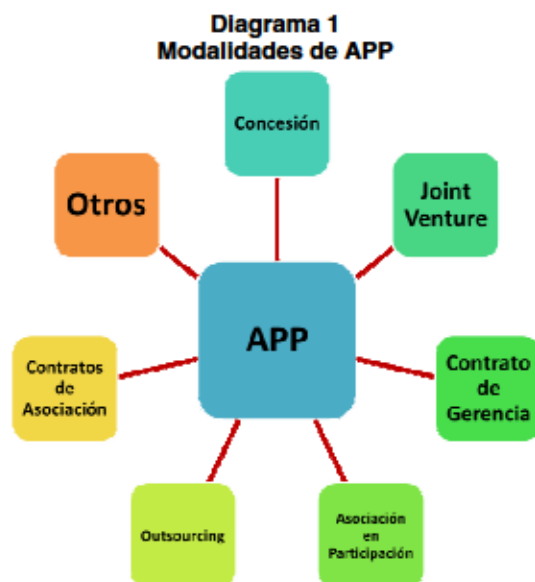 Diagrama 1
Modalidades de APP
Concesión
Joint
Venture
Contrato
de
Gerencia
Asociación
en
Participación
Outsourcing
Contratos
de
Asociación
Otros
APP